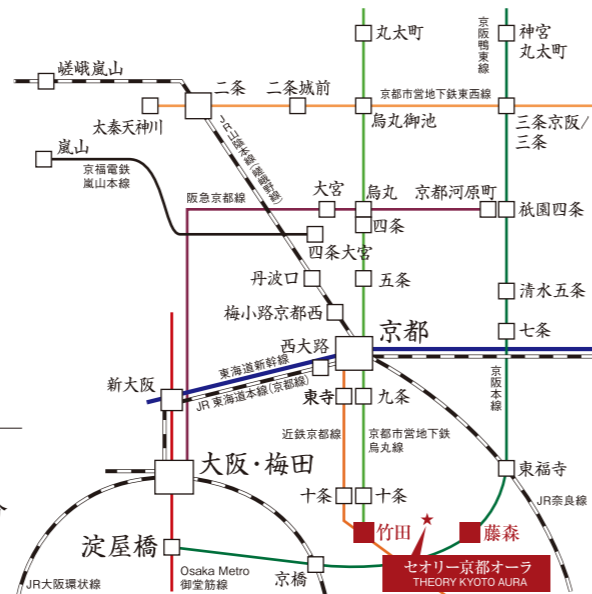 丸太町
京阪鴨東線
神宮
丸太町
嵯峨嵐山
二条
二条城前
京都市営地下鉄東西線
太秦天神川
烏丸御池
三条京阪/
三条
嵐山
京福電鉄
嵐山本線
JR山陰本線(嵯峨野線)
阪急京都線
大宮
烏丸
京都河原町
祇園四条
四条
四条大宮
丹波口
五条
清水五条
梅小路京都西
京都
七条
西大路
東海道新幹線
JR 東海道本線(京都線)
新大阪
東寺
九条
京阪本線
近鉄京都線
京都市営地下鉄
烏丸線
大阪・梅田
東福寺
十条
十条
JR奈良線
竹田
藤森
淀屋橋
セオリー京都オーラ
THEORY KYOTO AURA
Osaka Metro
御堂筋線
京橋
JR大阪環状線